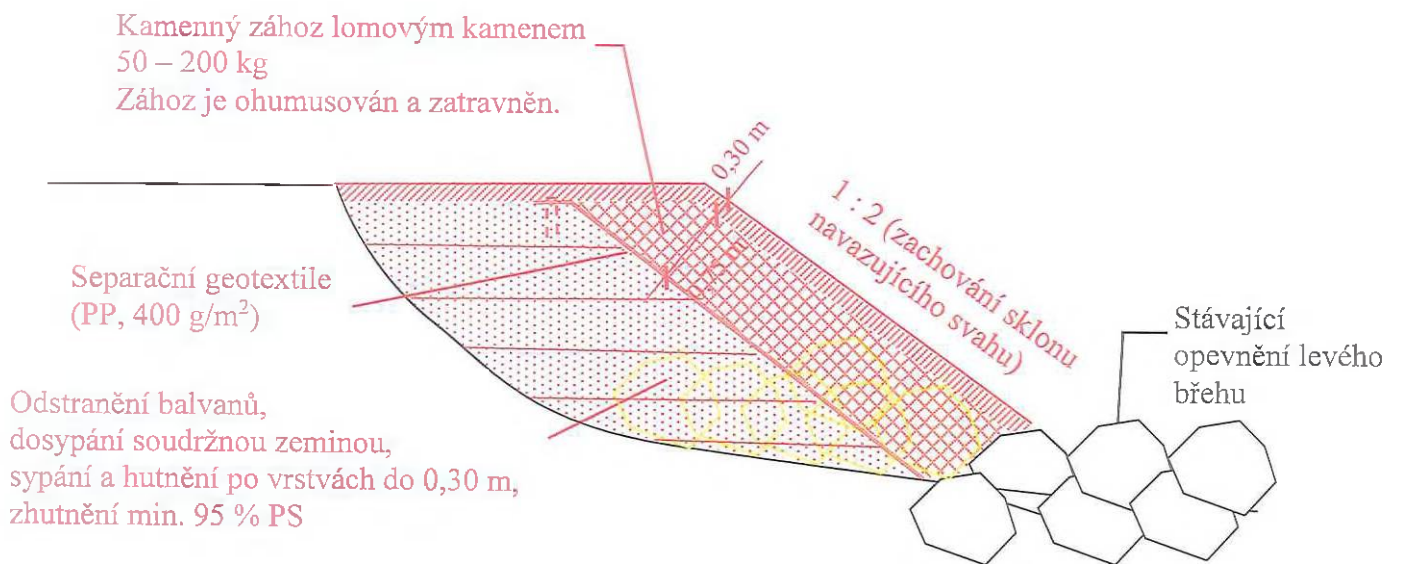 Kamenný zához lomovým kamenem
50 – 200 kg
Zához je ohumusován a zatravněn.
0,30 m
1 : 2 (zachování sklonu
navazujícího svahu)
Separační geotextile
(PP, 400 g/m²)
Stávající
opevnění levého
břehu
Odstranění balvanů,
dosypání soudržnou zeminou,
sypání a hutnění po vrstvách do 0,30 m,
zhutnění min. 95 % PS